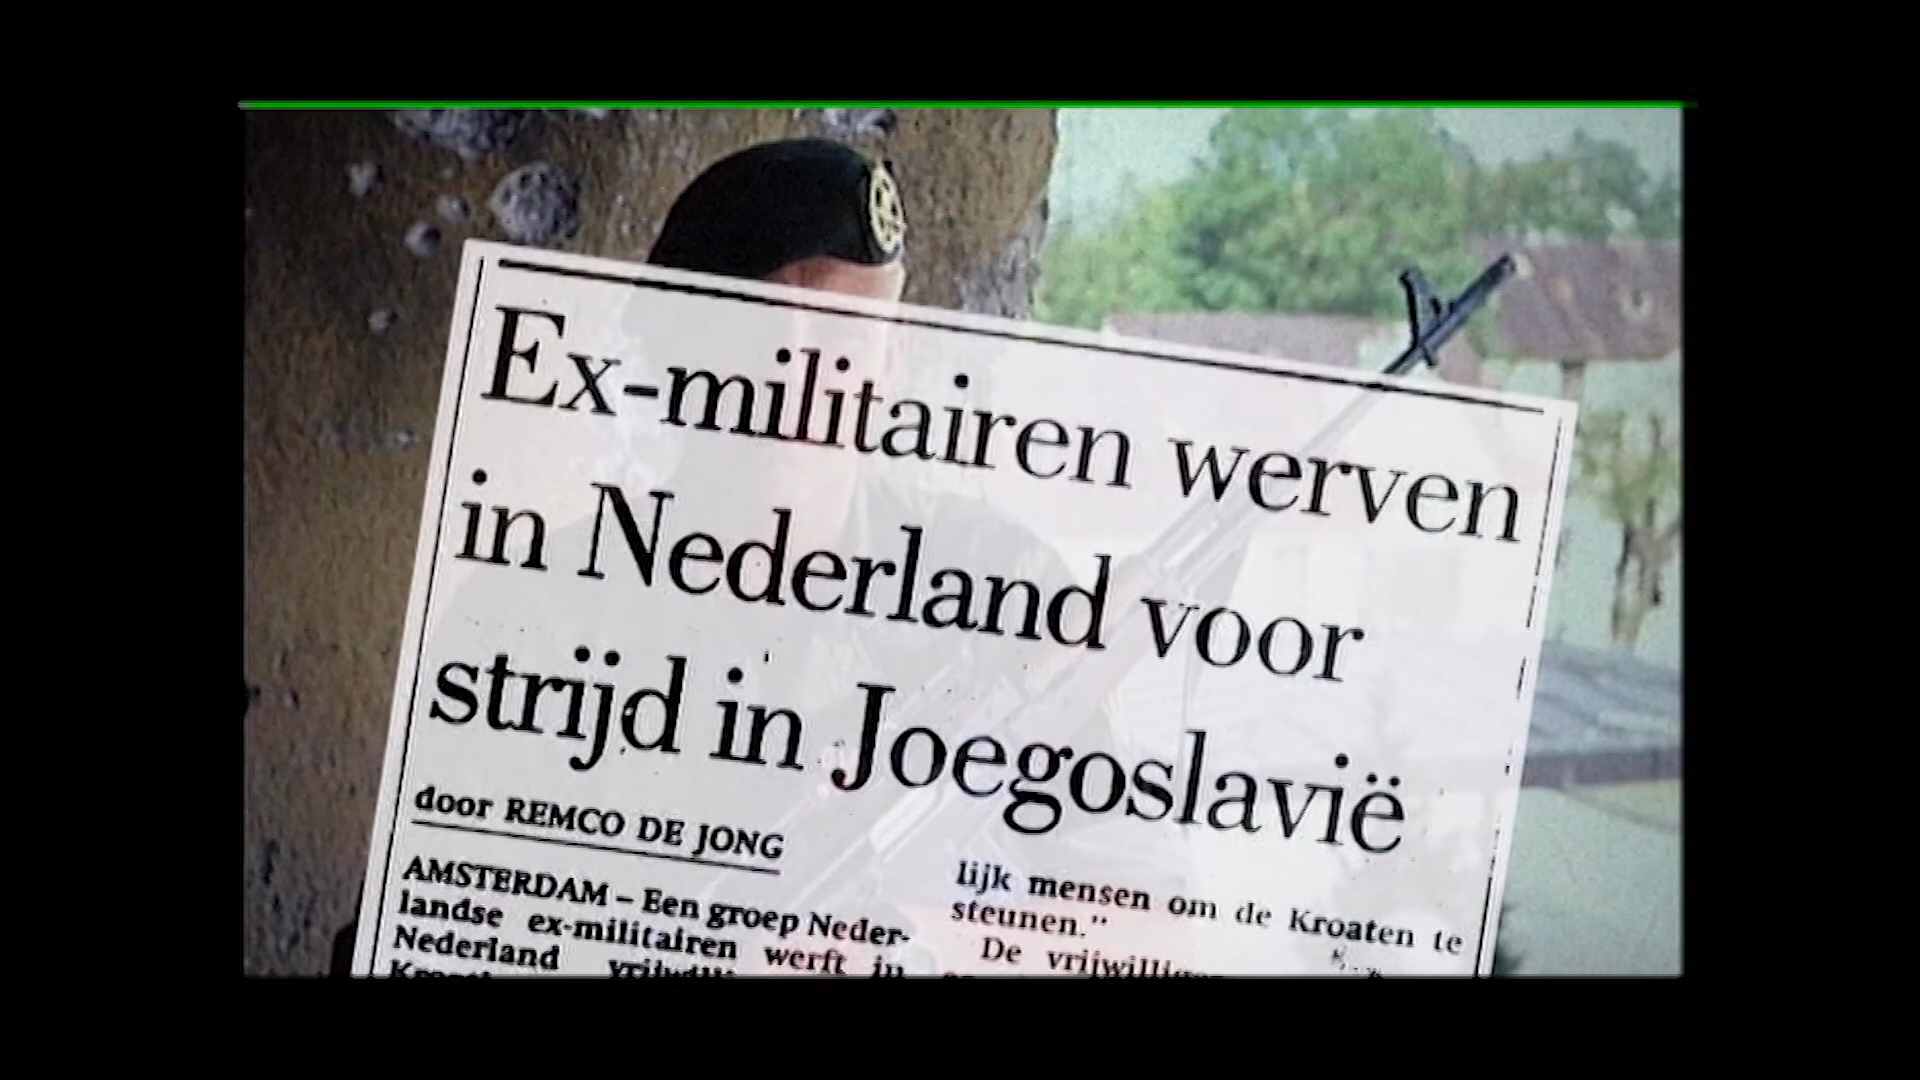 Ex-militairen werven
in Nederland voor
strijd in Joegoslavië
door REMCO DE JONG
AMSTERDAM – Een groep Neder-
landse ex-militairen werft in
Nederland
lijk mensen om de Kroaten te
steunen.”
De